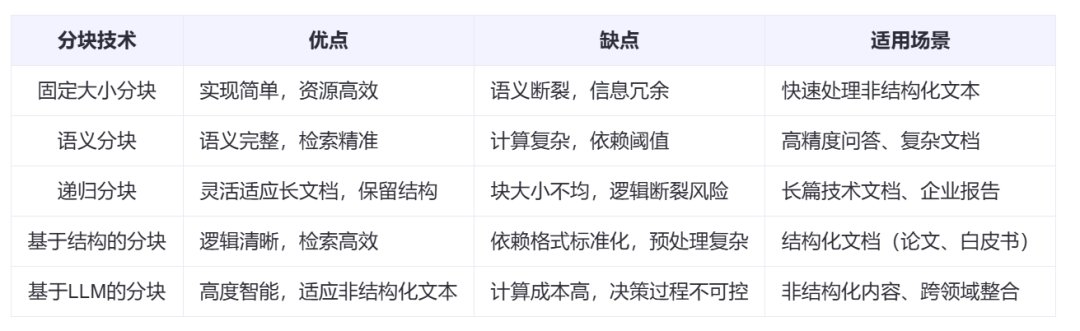 分块技术 优点 缺点 适用场景
固定大小分块 实现简单，资源高效 语义断裂，信息冗余 快速处理非结构化文本
语义分块 语义完整，检索精准 计算复杂，依赖阈值 高精度问答、复杂文档
递归分块 灵活适应长文档，保留结构 块大小不均，逻辑断裂风险 长篇技术文档、企业报告
基于结构的分块 逻辑清晰，检索高效 依赖格式标准化，预处理复杂 结构化文档（论文、白皮书）
基于LLM的分块 高度智能，适应非结构化文本 计算成本高，决策过程不可控 非结构化内容、跨领域整合